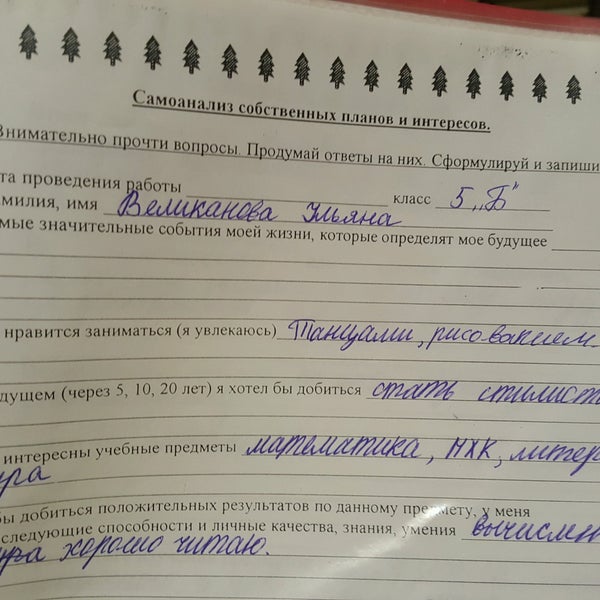 Самоанализ собственных планов и интересов.
Внимательно прочти вопросы. Продумай ответы на них. Сформулируй и запиши
та проведения работы класс 5 „Б"
милия, имя Великанова Ульяна
мые значительные события моей жизни, которые определят мое будущее
нравится заниматься (я увлекаюсь) Танцами, рисованием.
дущем (через 5, 10, 20 лет) я хотел бы добиться стать стилист
интересны учебные предметы математика, МХК, литер
ура
бы добиться положительных результатов по данному предмету, у меня
следующие способности и личные качества, знания, умения вычислен
хорошо читаю.